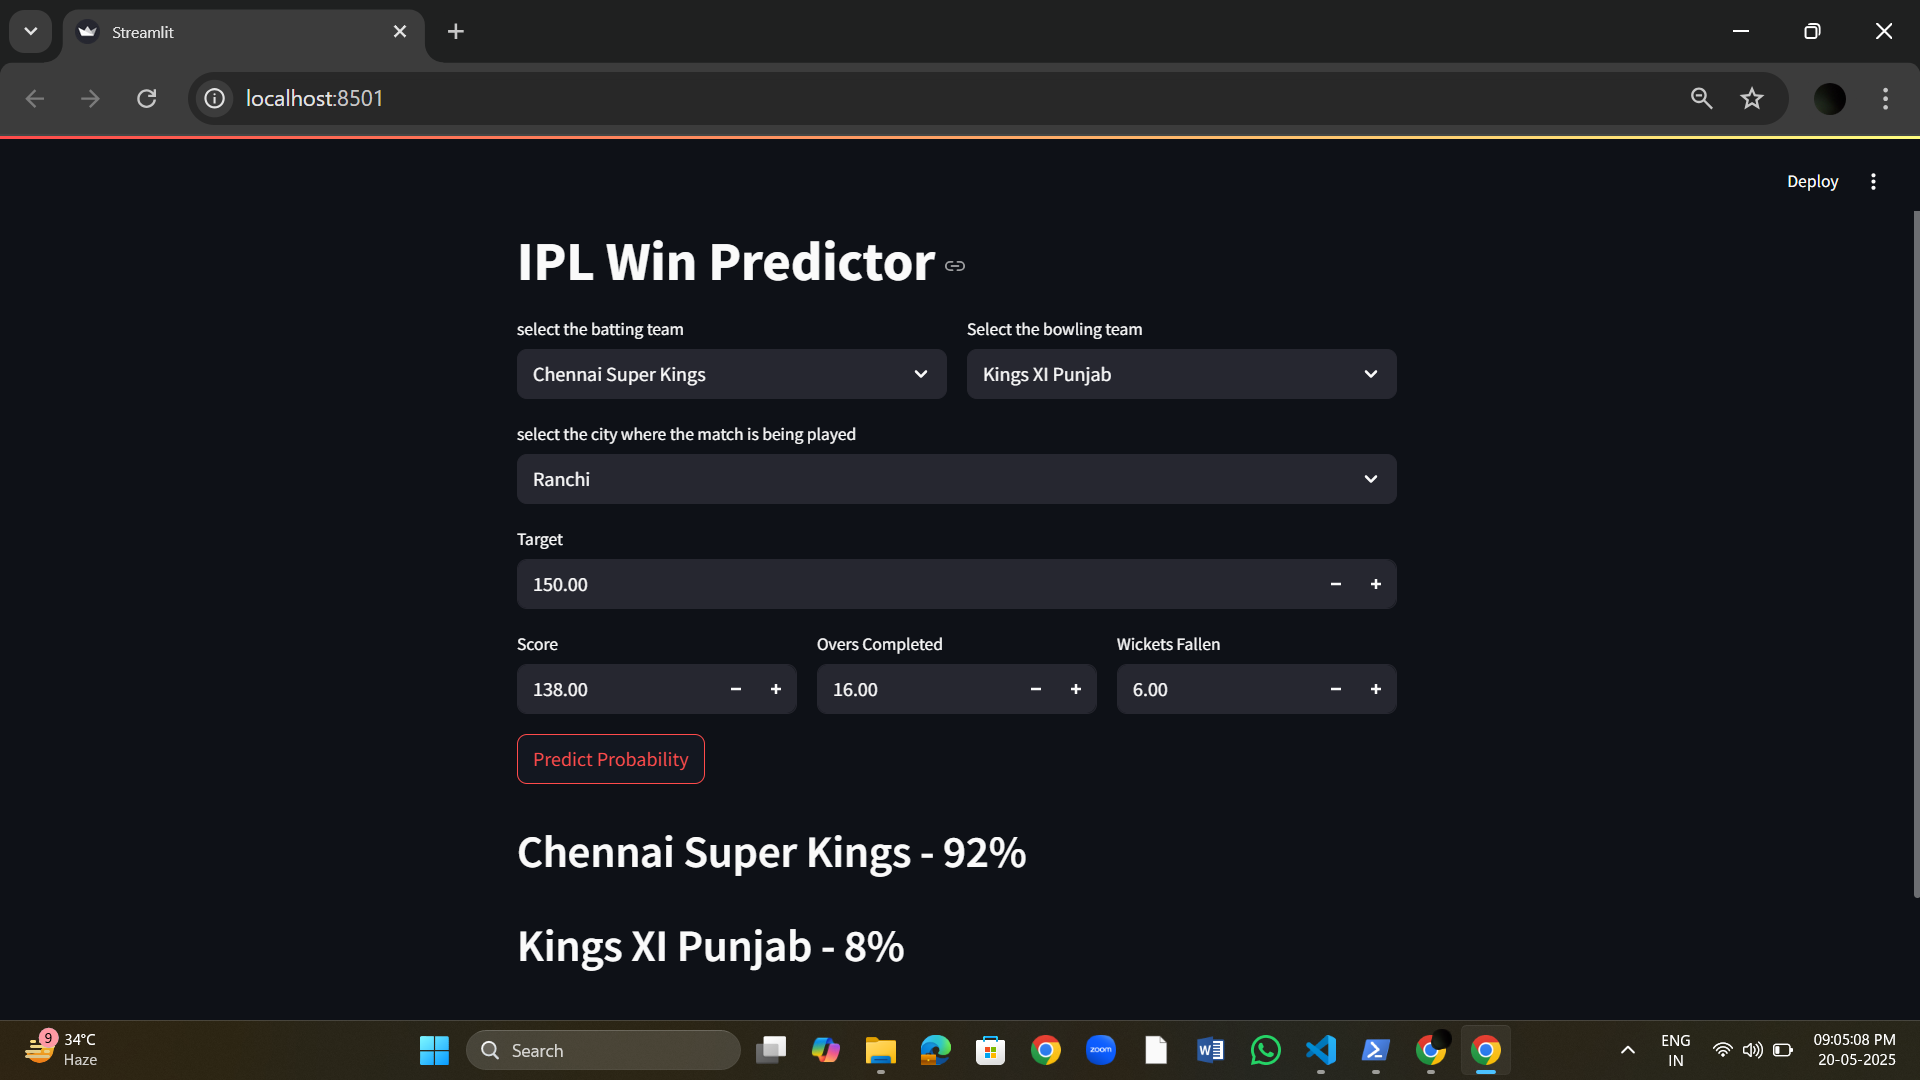 Streamlit
localhost:8501
Deploy
IPL Win Predictor
select the batting team
Select the bowling team
Chennai Super Kings
Kings XI Punjab
select the city where the match is being played
Ranchi
Target
150.00
Score
Overs Completed
Wickets Fallen
138.00
16.00
6.00
Predict Probability
Chennai Super Kings - 92%
Kings XI Punjab - 8%
9
34°C
Haze
Search
zoom
W
ENG
IN
09:05:08 PM
20-05-2025